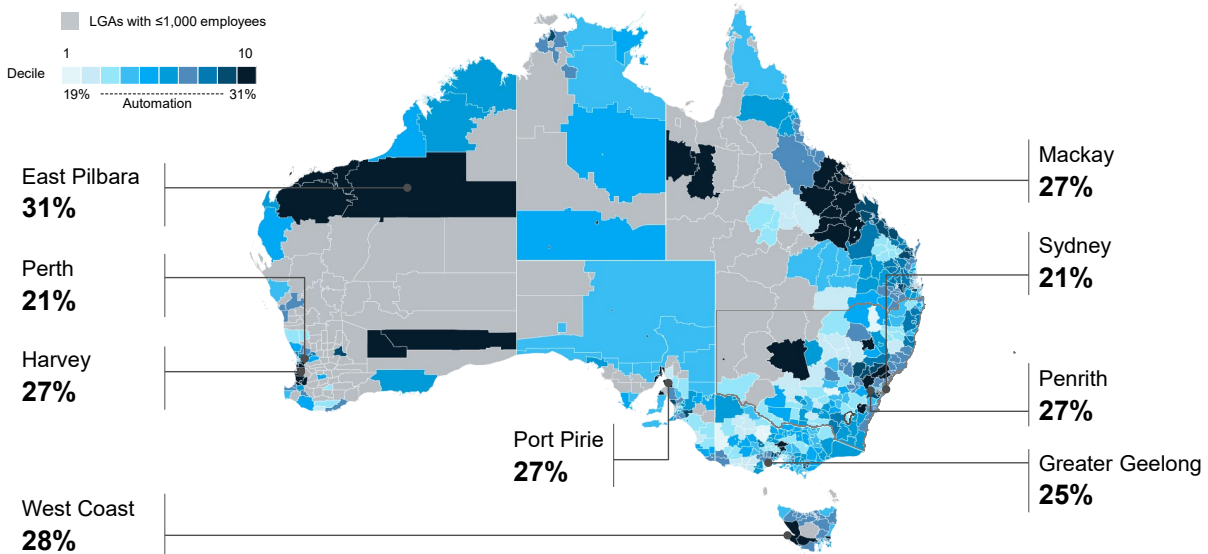 LGAs with ≤1,000 employees
1 10
Decile
19% 31%
Automation
East Pilbara
31%
Perth
21%
Harvey
27%
West Coast
28%
Port Pirie
27%
Mackay
27%
Sydney
21%
Penrith
27%
Greater Geelong
25%